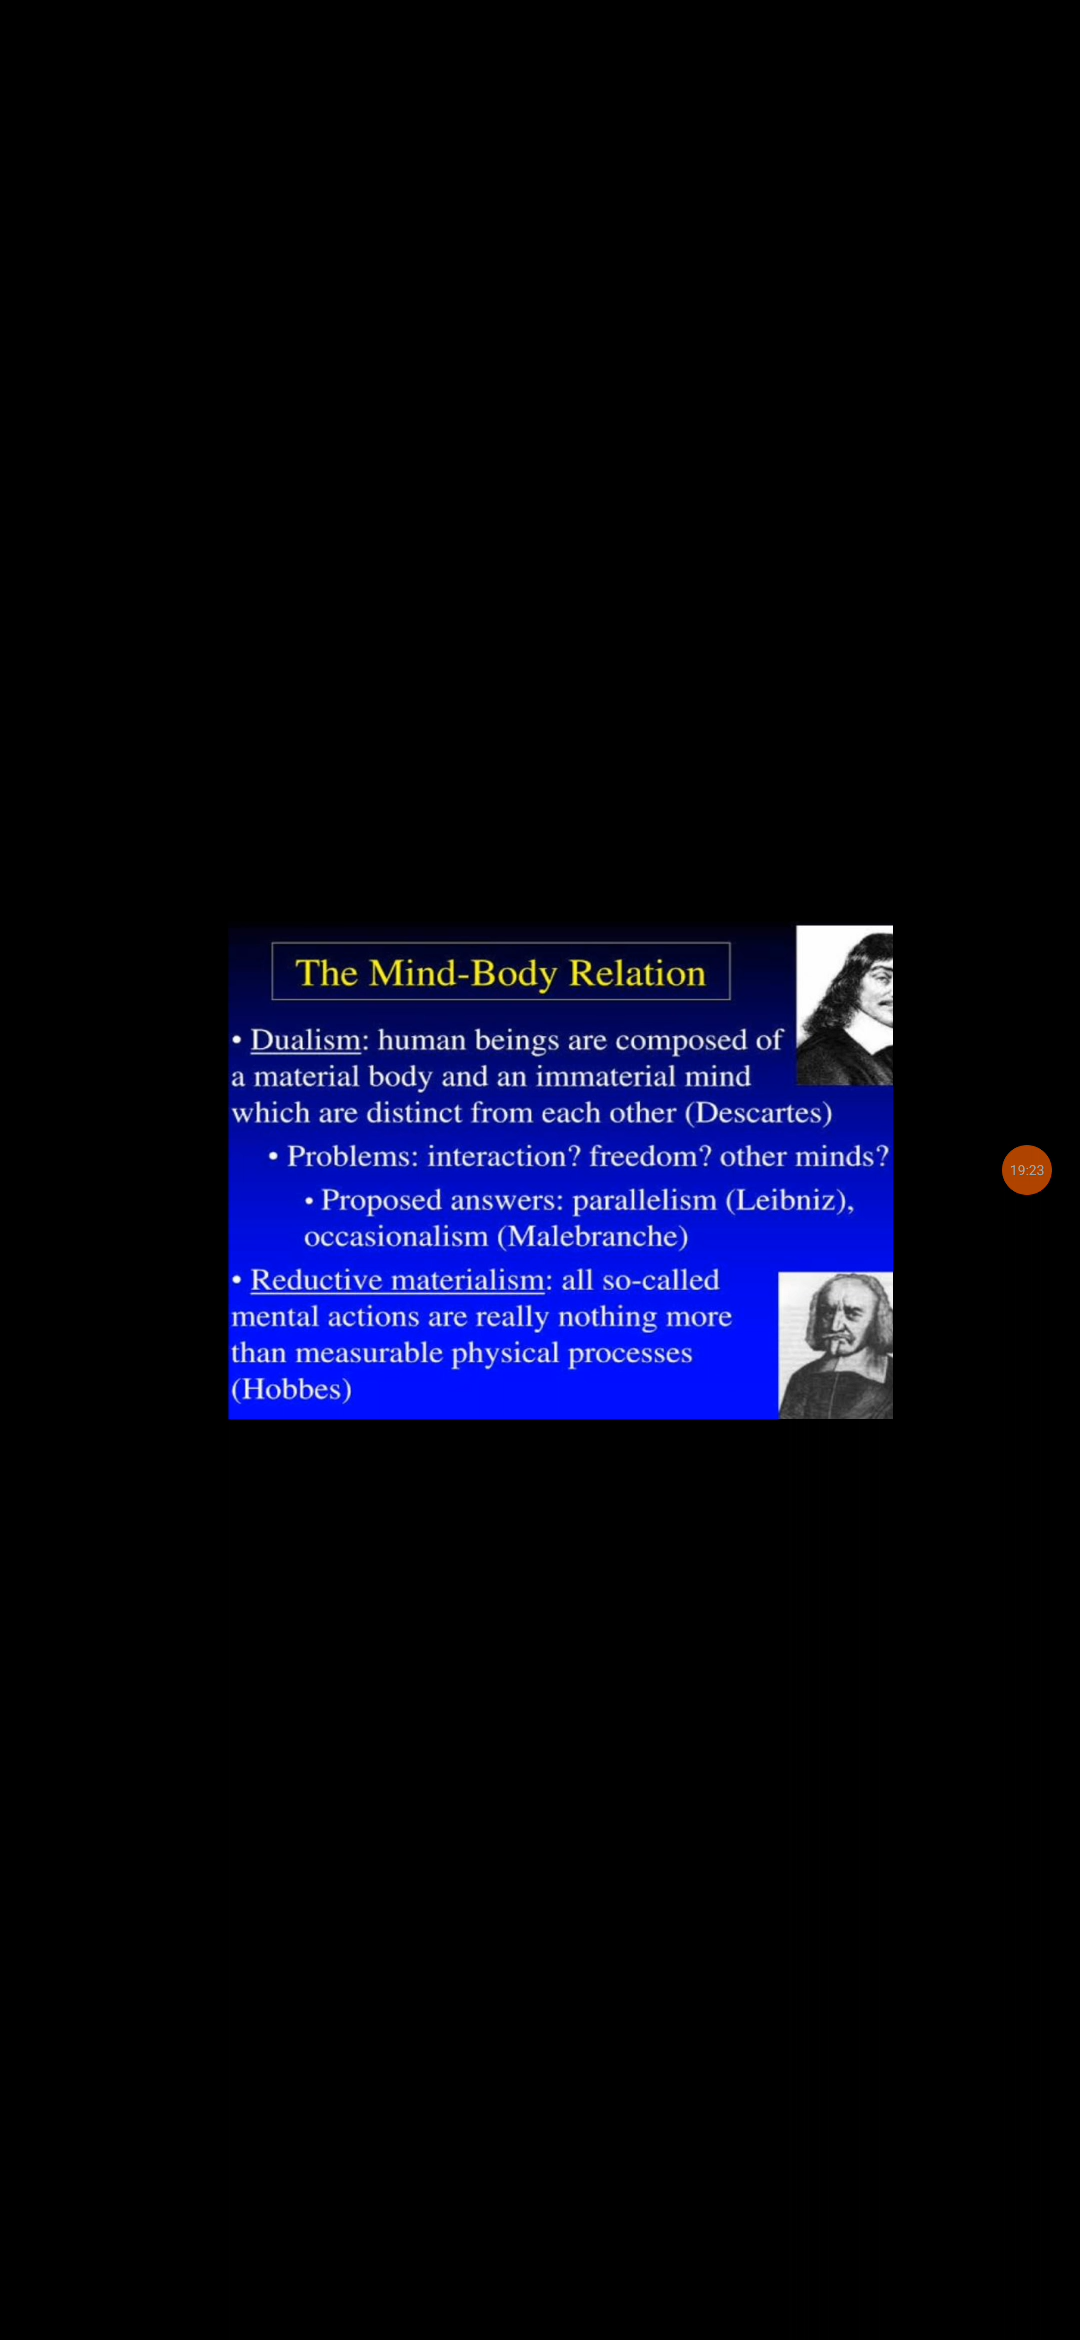 The Mind-Body Relation
• Dualism: human beings are composed of
a material body and an immaterial mind
which are distinct from each other (Descartes)
• Problems: interaction? freedom? other minds?
• Proposed answers: parallelism (Leibniz),
occasionalism (Malebranche)
• Reductive materialism: all so-called
mental actions are really nothing more
than measurable physical processes
(Hobbes)
19:23